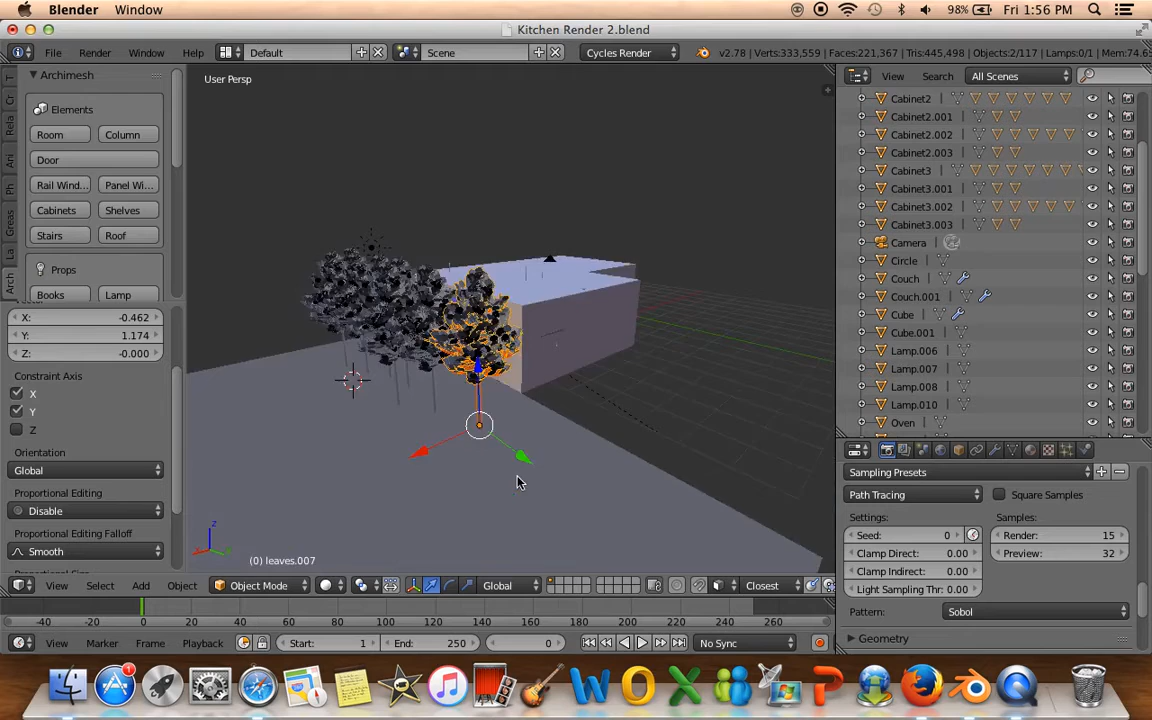 Blender Window 98% Fri 1:56 PM
Kitchen Render 2.blend
File Render Window Help Default Scene Cycles Render v2.78 | Verts:333,559 | Faces:221,367 | Tris:445,498 | Objects:2/117 | Lamps:0/1 | Mem:74.6
Archimesh
Elements
Room Column
Door
Rail Wind... Panel Wi...
Cabinets Shelves
Stairs Roof
Props
Books Lamp
T
Cr
Rela
Ani
Ph
Greas
La
Arch
X: -0.462
Y: 1.174
Z: -0.000
Constraint Axis
X
Y
Z
Orientation
Global
Proportional Editing
Disable
Proportional Editing Falloff
Smooth
User Persp
(0) leaves.007
View Select Add Object Object Mode Global Closest
-40 -20 0 20 40 60 80 100 120 140 160 180 200 220 240 260
View Marker Frame Playback Start: 1 End: 250 0 No Sync
View Search All Scenes
Cabinet2
Cabinet2.001
Cabinet2.002
Cabinet2.003
Cabinet3
Cabinet3.001
Cabinet3.002
Cabinet3.003
Camera
Circle
Couch
Couch.001
Cube
Cube.001
Lamp.006
Lamp.007
Lamp.008
Lamp.010
Oven
Sampling Presets
Path Tracing Square Samples
Settings: Samples:
Seed: 0 Render: 15
Clamp Direct: 0.00 Preview: 32
Clamp Indirect: 0.00
Light Sampling Thr: 0.00
Pattern: Sobol
Geometry